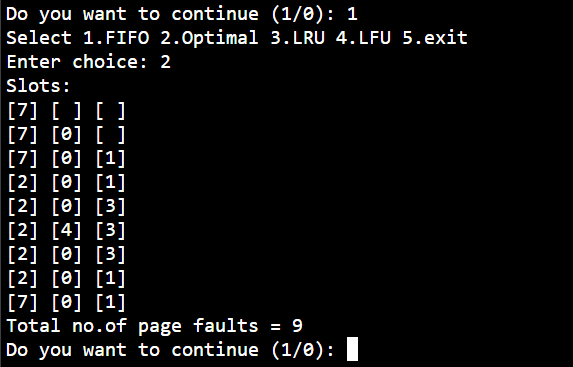 Do you want to continue (1/0): 1
Select 1.FIFO 2.Optimal 3.LRU 4.LFU 5.exit
Enter choice: 2
Slots:
[7] [ ] [ ]
[7] [0] [ ]
[7] [0] [1]
[2] [0] [1]
[2] [0] [3]
[2] [4] [3]
[2] [0] [3]
[2] [0] [1]
[7] [0] [1]
Total no.of page faults = 9
Do you want to continue (1/0):